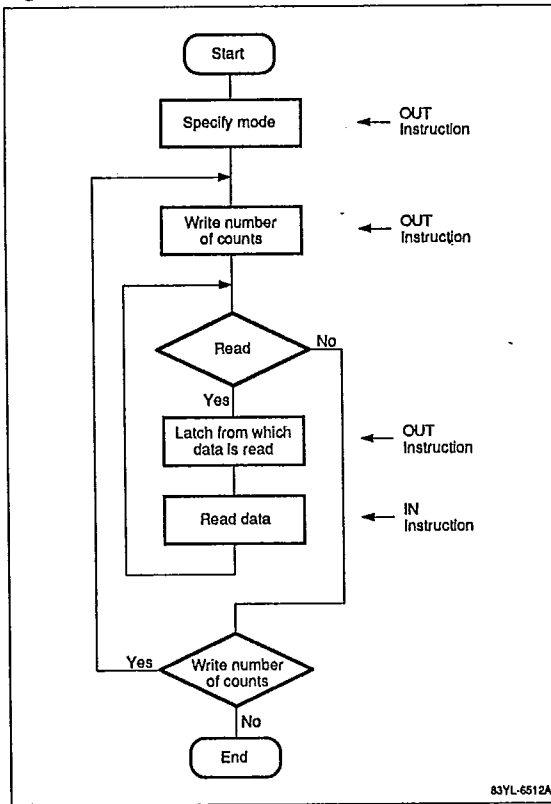 Start
Specify mode
OUT
Instruction
Write number
of counts
OUT
Instruction
Read
No
Yes
Latch from which
data is read
OUT
Instruction
Read data
IN
Instruction
Yes
Write number
of counts
No
End
83YL-6512A